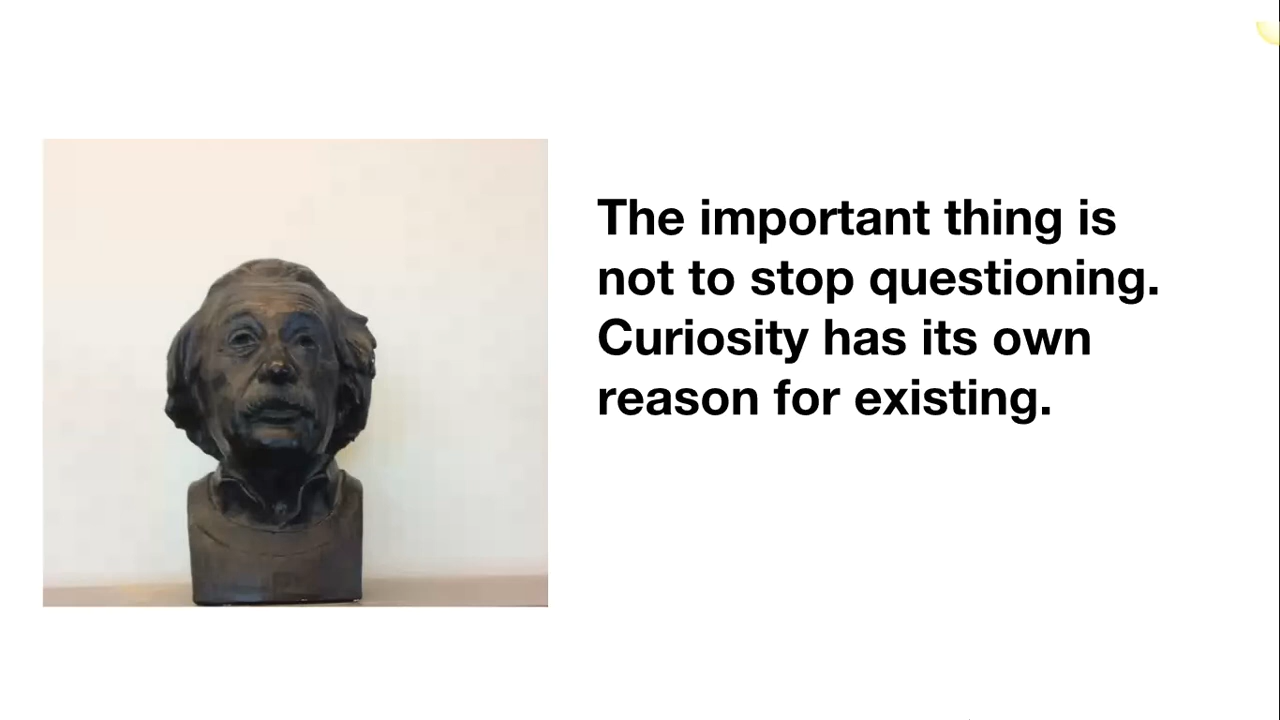 The important thing is
not to stop questioning.
Curiosity has its own
reason for existing.